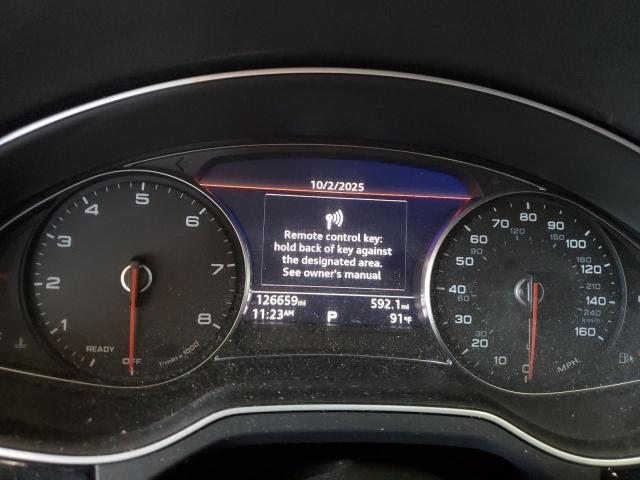 10/2/2025
Remote control key:
hold back of key against
the designated area.
See owner's manual
126659mi 592.1mi
11:23AM P 91°F
1 2 3 4 5 6 7 8
READY OFF 1/min x 1000
0 10 20 30 40 50 60 70 80 90 100 120 140 160
20 30 60 90 120 150 180 210 240
km/h
MPH